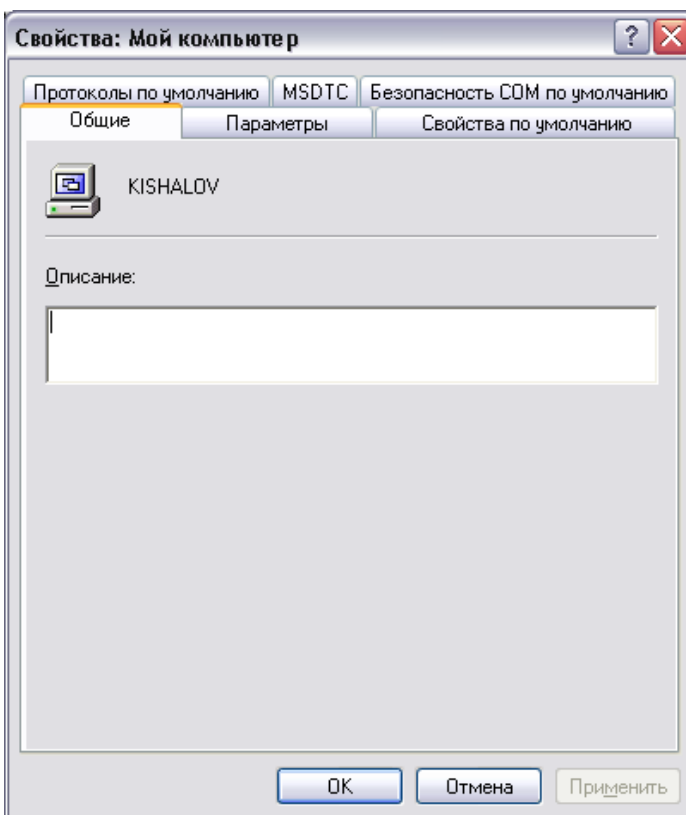 Свойства: Мой компьютер
Протоколы по умолчанию MSDTC Безопасность COM по умолчанию
Общие Параметры Свойства по умолчанию
KISHALOV
Описание:
OK Отмена Применить